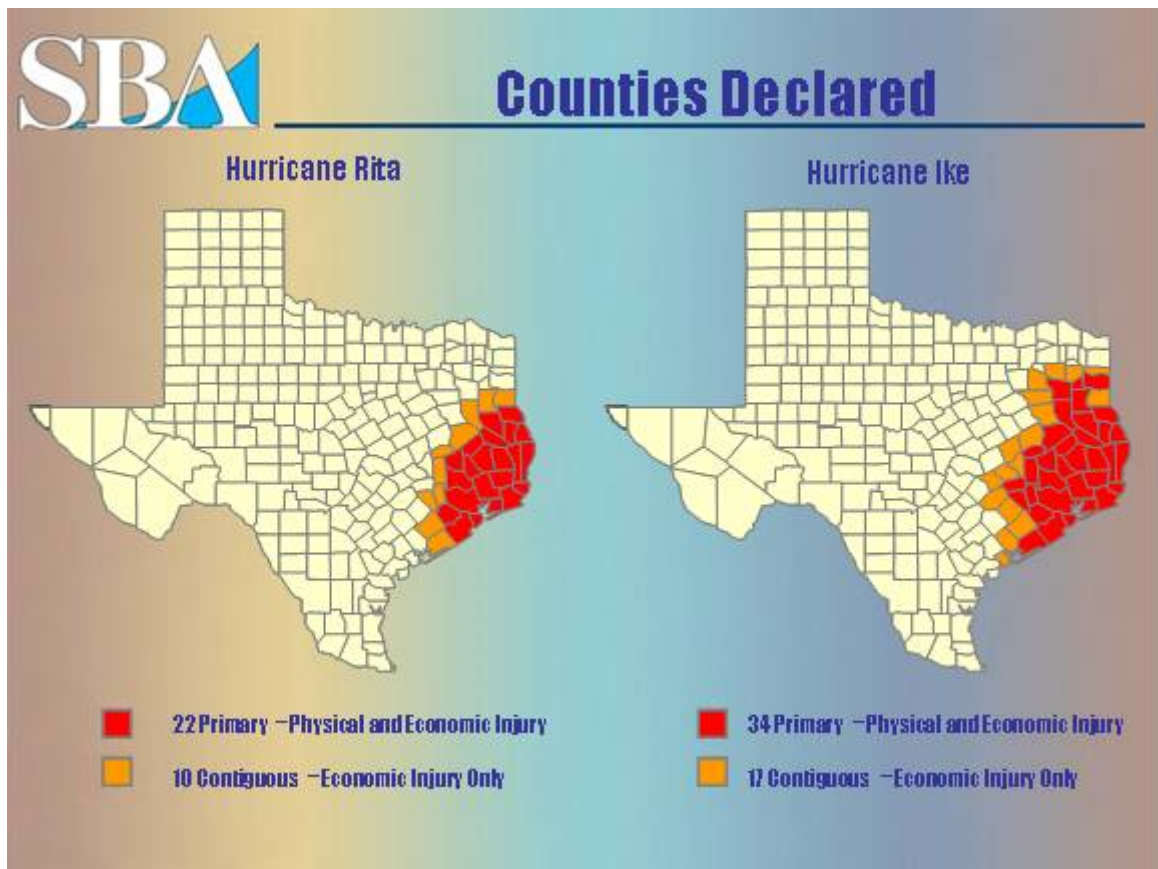 SBA
Counties Declared
Hurricane Rita
Hurricane Ike
22 Primary – Physical and Economic Injury
10 Contiguous – Economic Injury Only
34 Primary – Physical and Economic Injury
17 Contiguous – Economic Injury Only